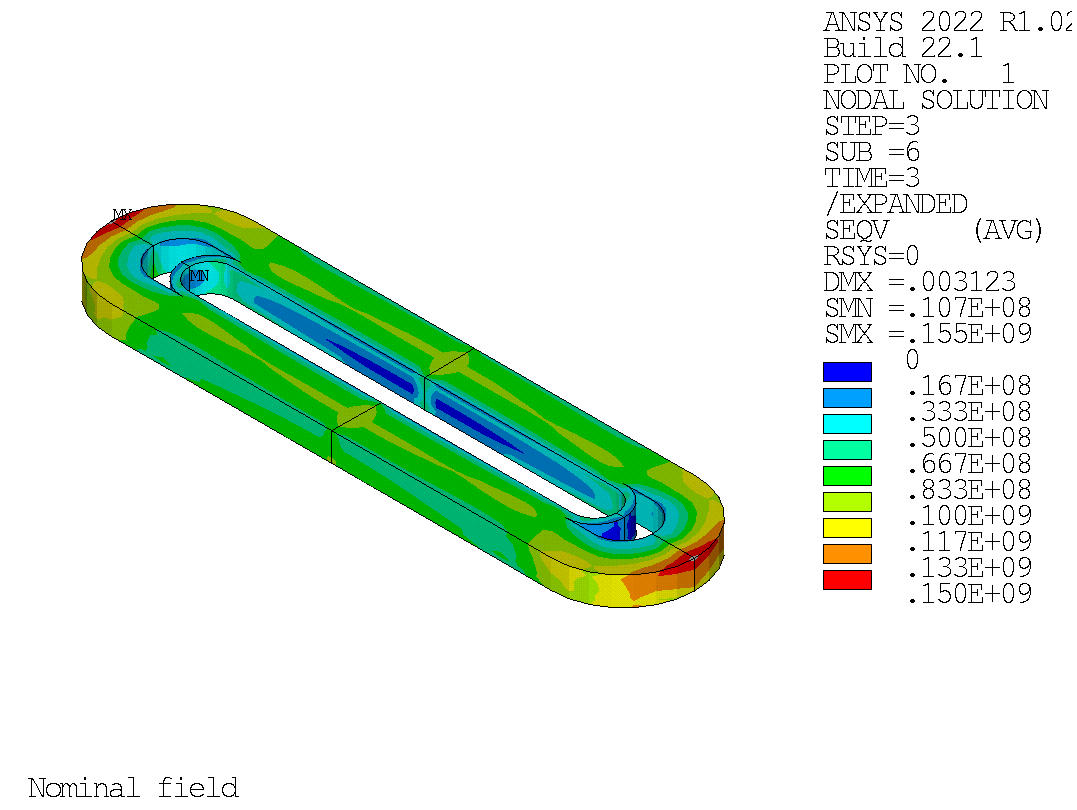 ANSYS 2022 R1.02
Build 22.1
PLOT NO.   1
NODAL SOLUTION
STEP=3
SUB =6
TIME=3
/EXPANDED
SEQV     (AVG)
RSYS=0
DMX =.003123
SMN =.107E+08
SMX =.155E+09
0
.167E+08
.333E+08
.500E+08
.667E+08
.833E+08
.100E+09
.117E+09
.133E+09
.150E+09
MX
MN
Nominal field